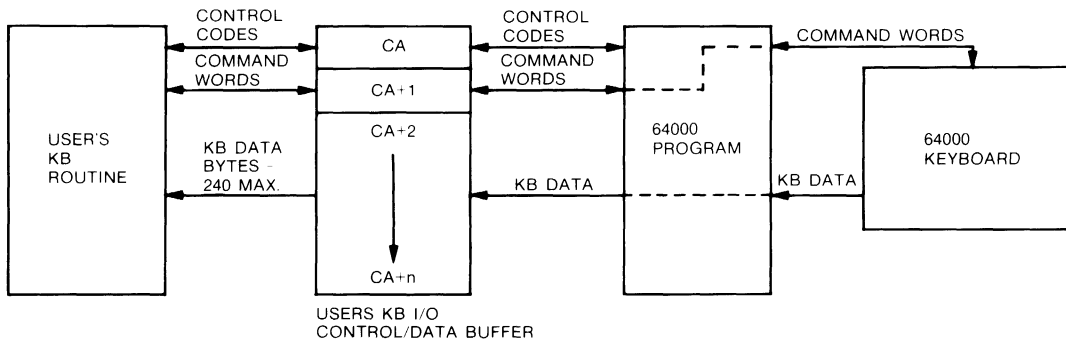 CONTROL
CODES
COMMAND
WORDS
USER'S
KB
ROUTINE
KB DATA
BYTES –
240 MAX.
CA
CA+1
CA+2
CA+n
USERS KB I/O
CONTROL/DATA BUFFER
CONTROL
CODES
COMMAND
WORDS
KB DATA
64000
PROGRAM
COMMAND WORDS
KB DATA
64000
KEYBOARD